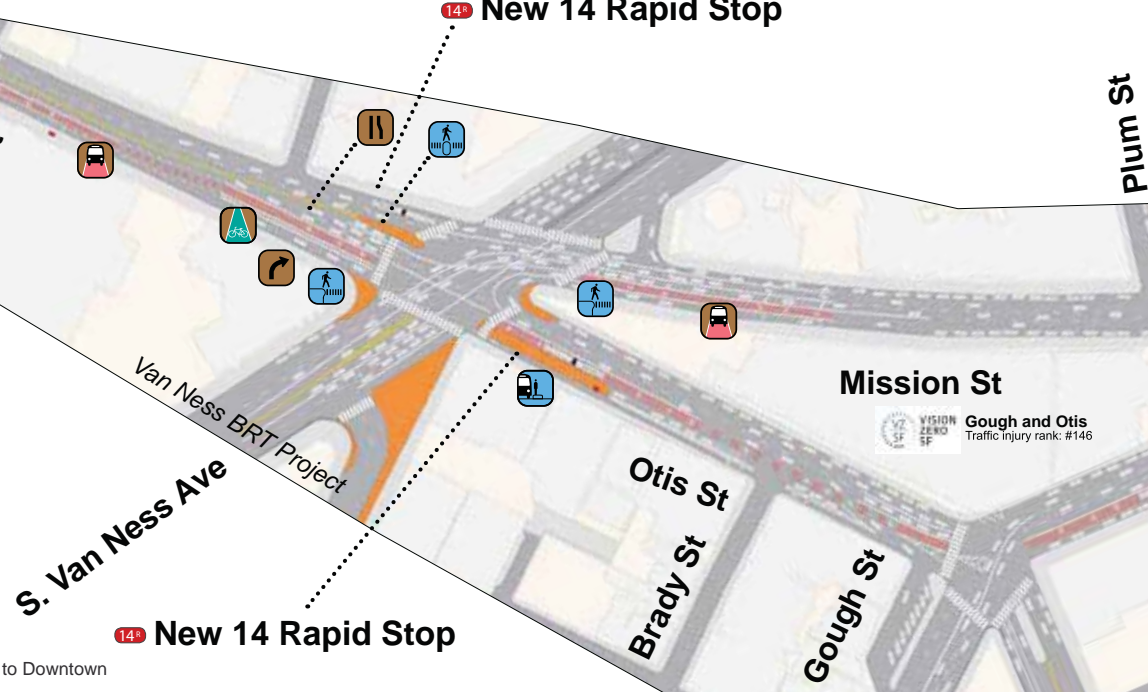 14R New 14 Rapid Stop
Plum St
Mission St
VZ SF
VISION
ZERO
SF
Gough and Otis
Traffic injury rank: #146
Van Ness BRT Project
Otis St
S. Van Ness Ave
Brady St
Gough St
14R New 14 Rapid Stop
to Downtown